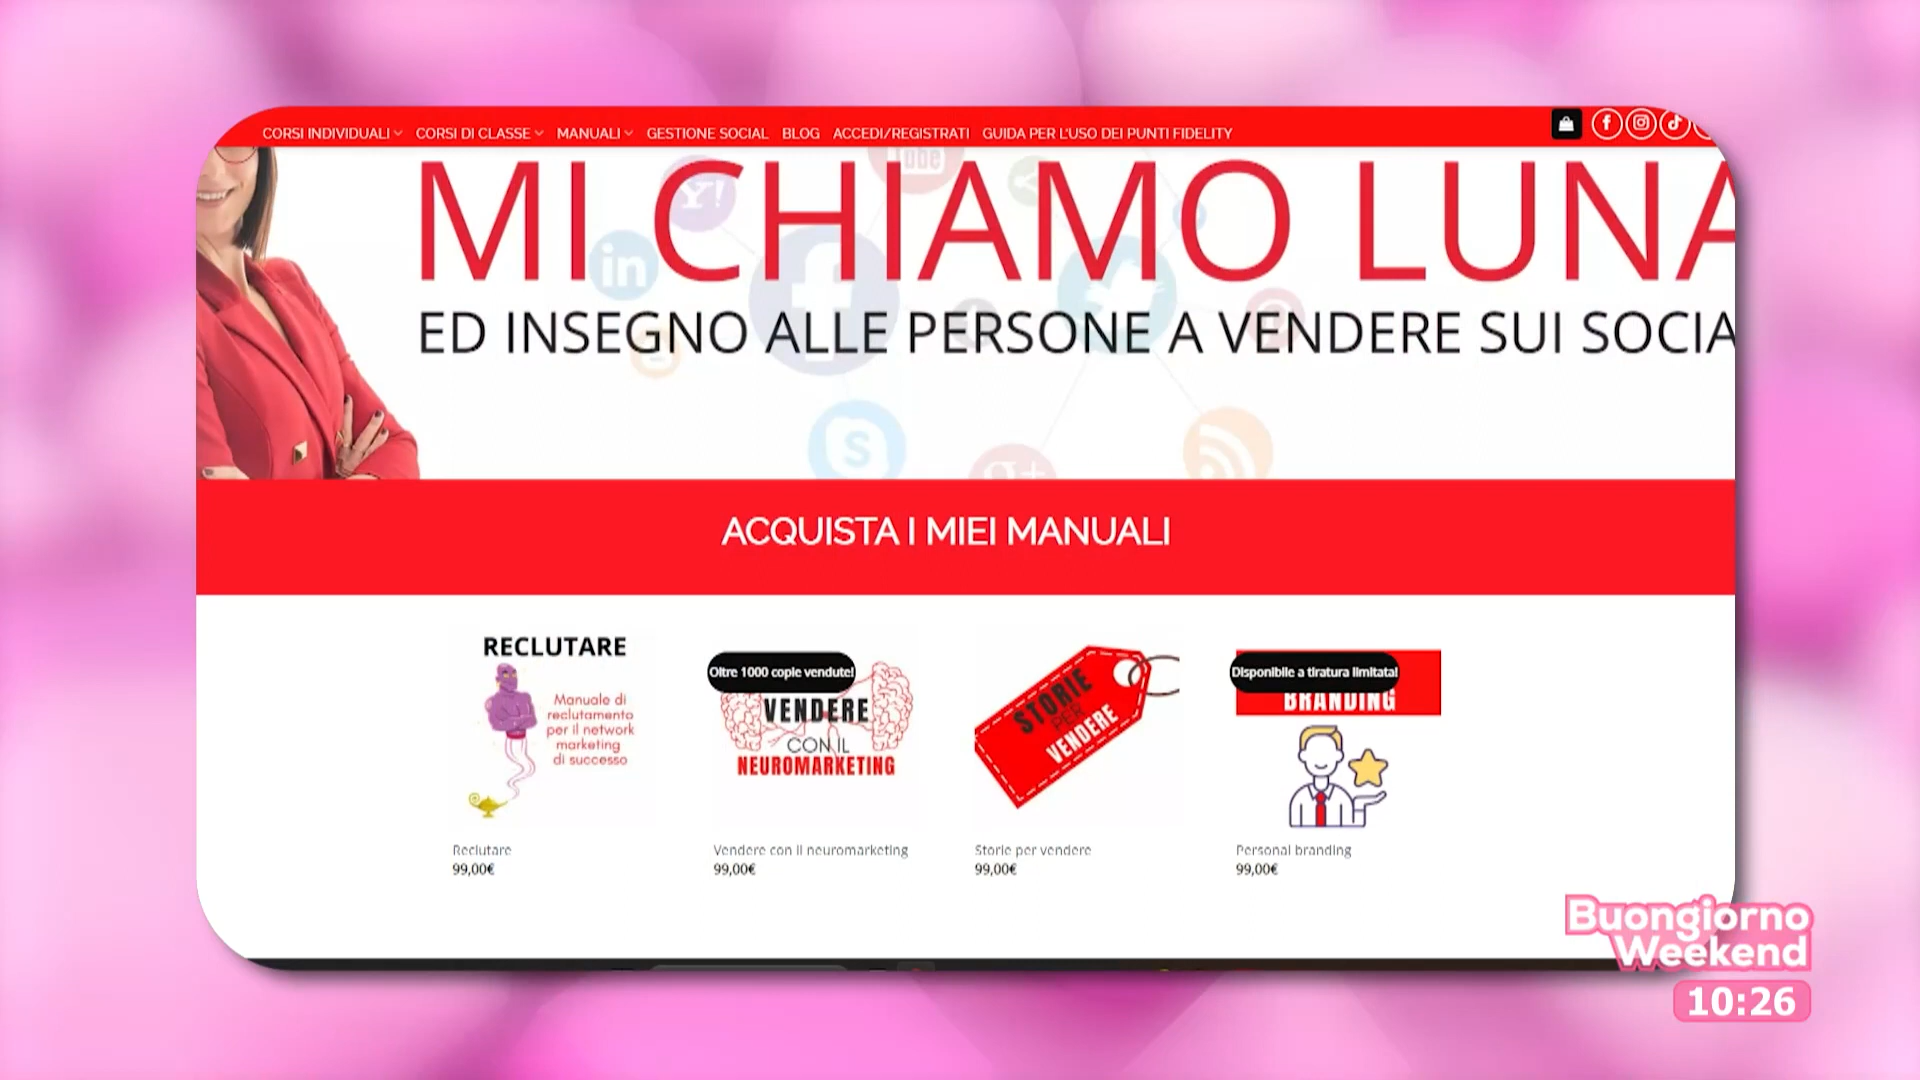 CORSI INDIVIDUALI CORSI DI CLASSE MANUALI GESTIONE SOCIAL BLOG ACCEDI/REGISTRATI GUIDA PER L'USO DEI PUNTI FIDELITY
MI CHIAMO LUNA
ED INSEGNO ALLE PERSONE A VENDERE SUI SOCIA
Y!
Tube
in
f
S
g+
ACQUISTA I MIEI MANUALI
RECLUTARE
Manuale di
reclutamento
per il network
marketing
di successo
Reclutare
99,00€
Oltre 1000 copie vendute!
VENDERE
CON IL
NEUROMARKETING
Vendere con il neuromarketing
99,00€
STORIE
PER
VENDERE
Storie per vendere
99,00€
Disponibile a tiratura limitata!
BRANDING
Personal branding
99,00€
Buongiorno
Weekend
10:26